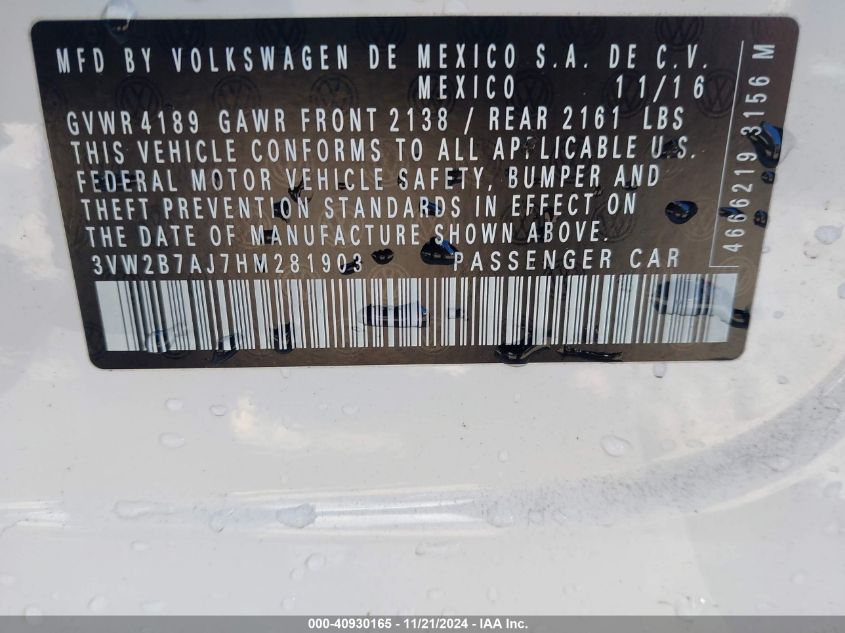 MFD BY VOLKSWAGEN DE MEXICO S.A. DE C.V.
MEXICO 11/16
GVWR 4189 GAWR FRONT 2138 / REAR 2161 LBS
THIS VEHICLE CONFORMS TO ALL APPLICABLE U.S.
FEDERAL MOTOR VEHICLE SAFETY, BUMPER AND
THEFT PREVENTION STANDARDS IN EFFECT ON
THE DATE OF MANUFACTURE SHOWN ABOVE.
3VW2B7AJ7HM281903 PASSENGER CAR
4666219 3156 M
000-40930165 - 11/21/2024 - IAA Inc.